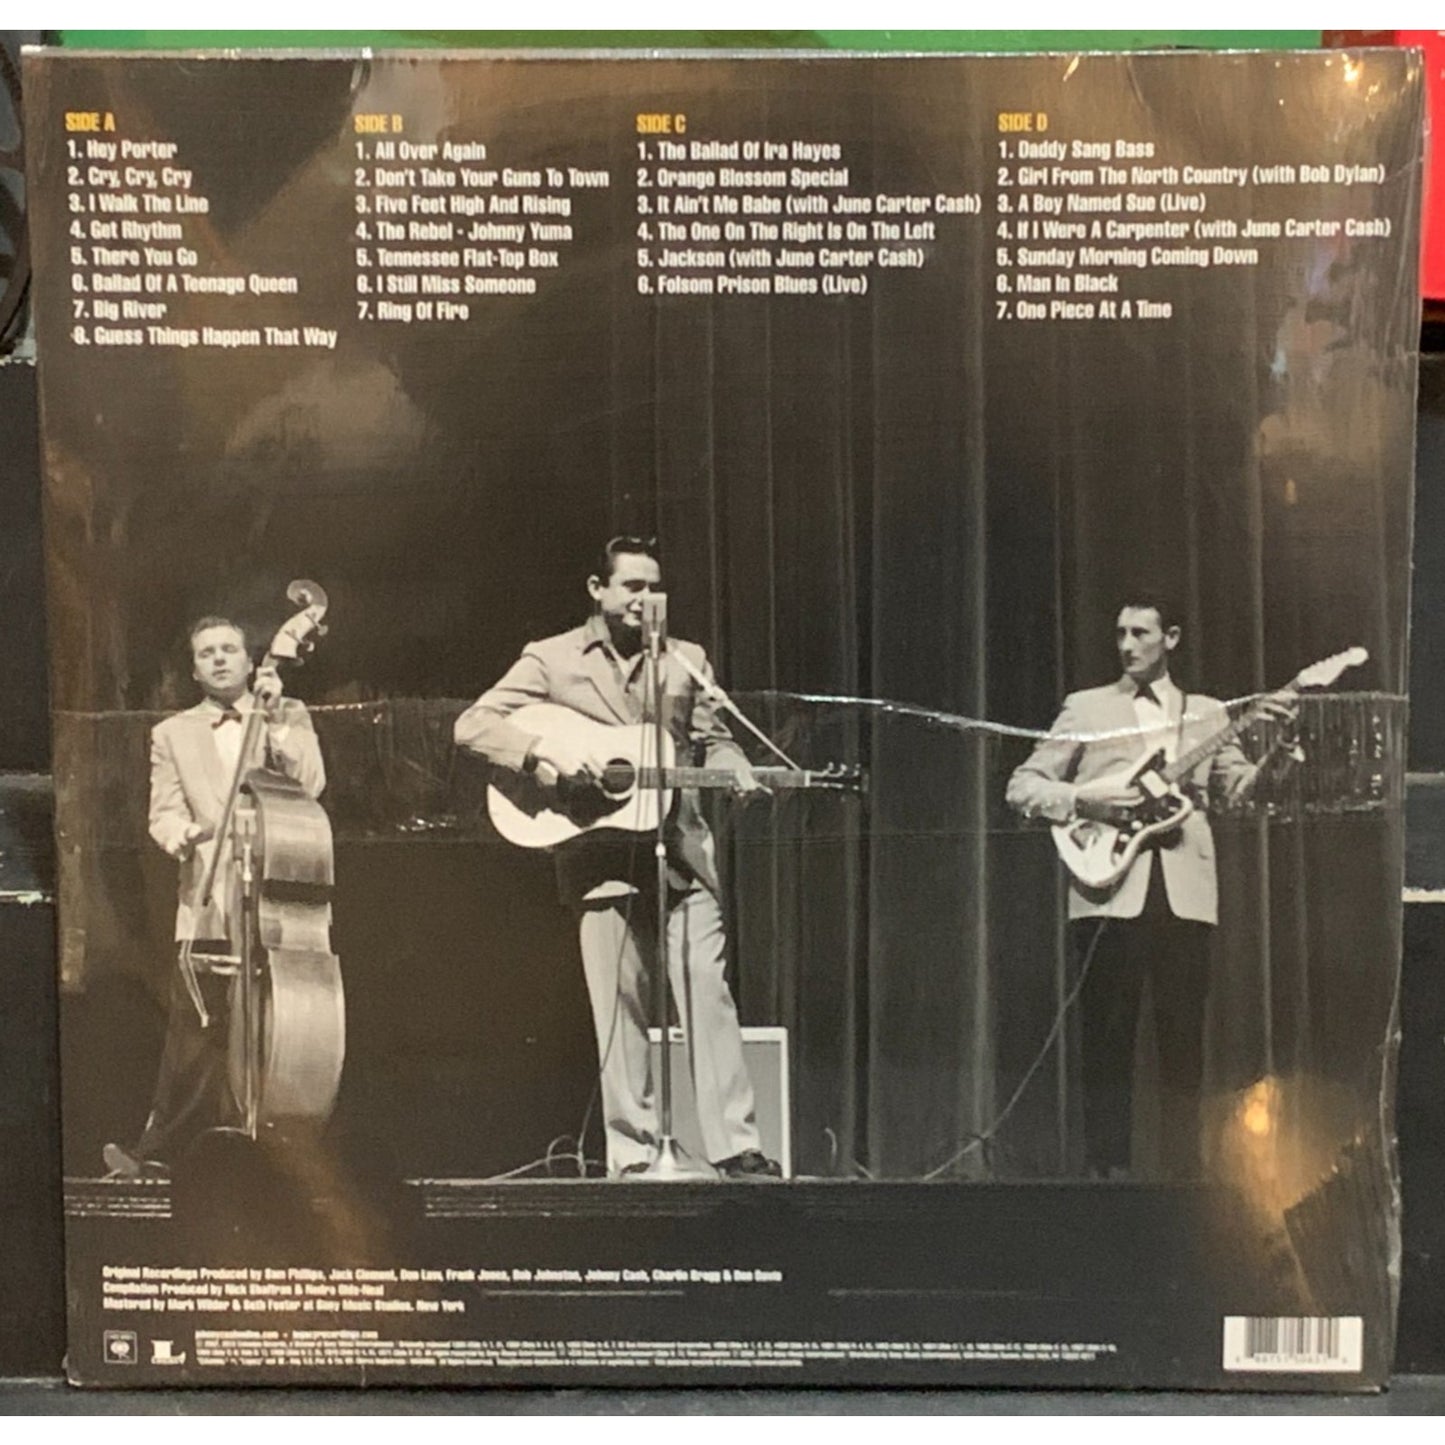 SIDE A
1. Hey Porter
2. Cry, Cry, Cry
3. I Walk The Line
4. Get Rhythm
5. There You Go
6. Ballad Of A Teenage Queen
7. Big River
8. Guess Things Happen That Way
SIDE B
1. All Over Again
2. Don't Take Your Guns To Town
3. Five Feet High And Rising
4. The Rebel - Johnny Yuma
5. Tennessee Flat-Top Box
6. I Still Miss Someone
7. Ring Of Fire
SIDE C
1. The Ballad Of Ira Hayes
2. Orange Blossom Special
3. It Ain't Me Babe (with June Carter Cash)
4. The One On The Right Is On The Left
5. Jackson (with June Carter Cash)
6. Folsom Prison Blues (Live)
SIDE D
1. Daddy Sang Bass
2. Girl From The North Country (with Bob Dylan)
3. A Boy Named Sue (Live)
4. If I Were A Carpenter (with June Carter Cash)
5. Sunday Morning Coming Down
6. Man In Black
7. One Piece At A Time
Original Recordings Produced by Sam Phillips, Jack Clement, Don Law, Frank Jones, Bob Johnston, Johnny Cash, Charlie Bragg & Don Davis
Compilation Produced by Nick Shaffran &
Mastered by Mark Wilder & Seth Foster at Sony Music Studios, New York
johnnycashonline.com • legacyrecordings.com